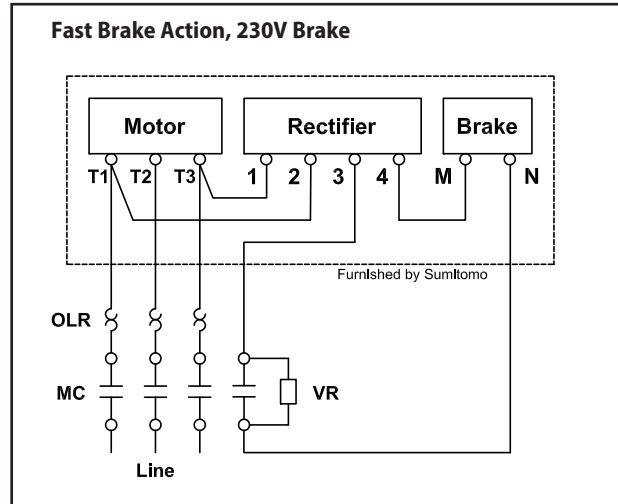 Fast Brake Action, 230V Brake
Motor Rectifier Brake
T1 T2 T3 1 2 3 4 M N
Furnished by Sumitomo
OLR
MC VR
Line